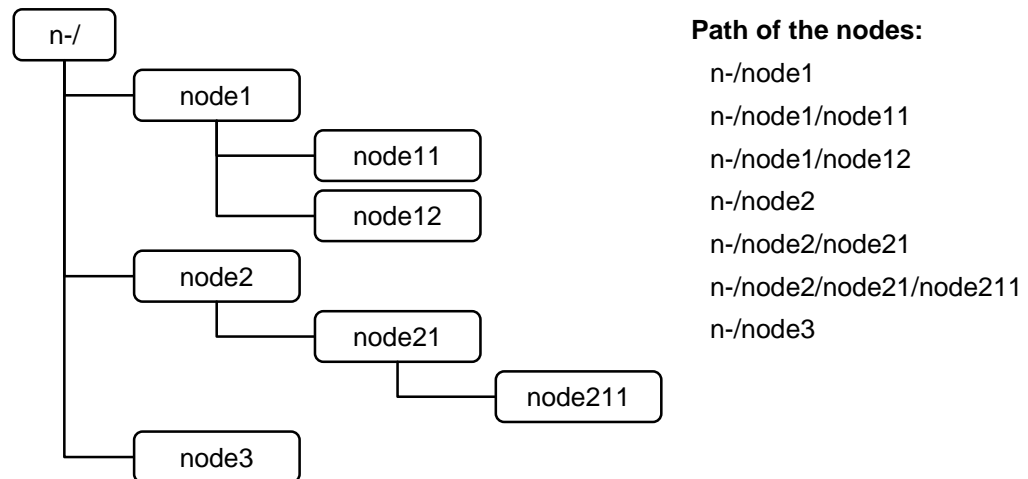 n-/
node1
node11
node12
node2
node21
node211
node3
Path of the nodes:
n-/node1
n-/node1/node11
n-/node1/node12
n-/node2
n-/node2/node21
n-/node2/node21/node211
n-/node3